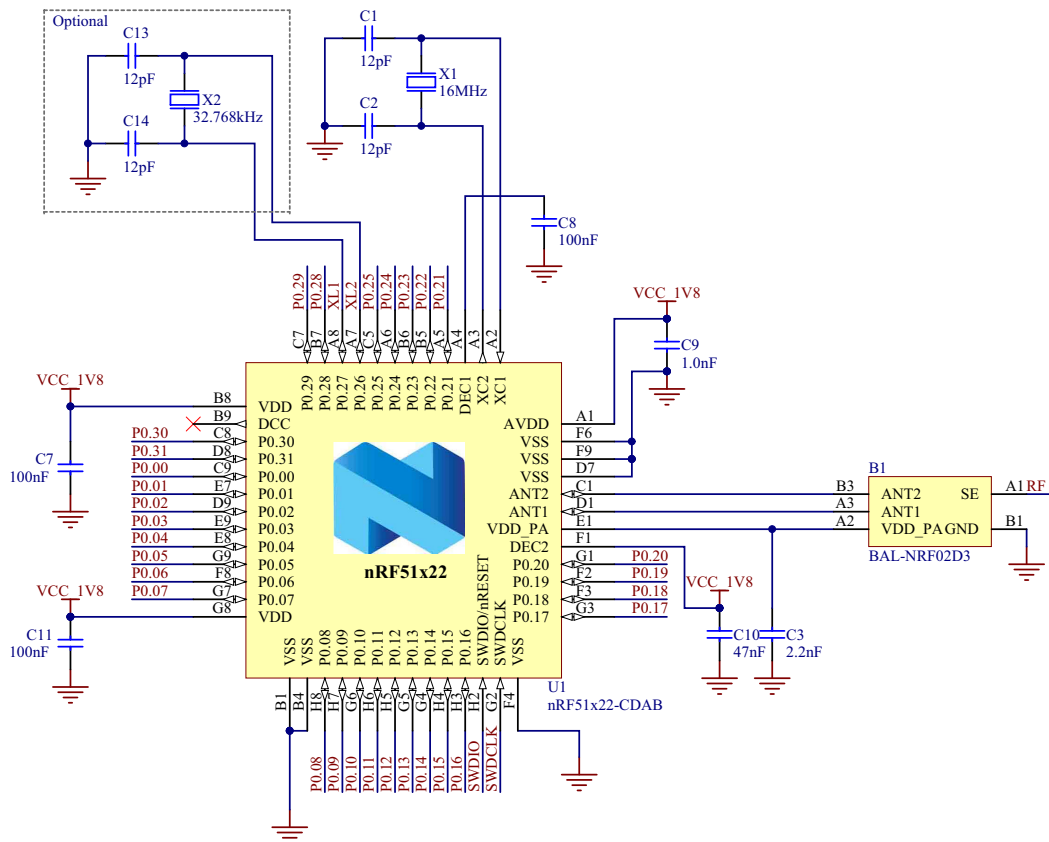 Optional
C13
12pF
X2
32.768kHz
C14
12pF
C1
12pF
X1
16MHz
C2
12pF
C8
100nF
P0.29
P0.28
XL1
XL2
P0.25
P0.24
P0.23
P0.22
P0.21
C7
B7
A8
A7
C5
A6
B6
B5
A5
A4
A3
A2
P0.29
P0.28
P0.27
P0.26
P0.25
P0.24
P0.23
P0.22
P0.21
DEC1
XC2
XC1
VCC_1V8
C9
1.0nF
VCC_1V8
C7
100nF
B8 VDD
B9 DCC
P0.30 C8 P0.30
P0.31 D8 P0.31
P0.00 C9 P0.00
P0.01 E7 P0.01
P0.02 D9 P0.02
P0.03 E9 P0.03
P0.04 E8 P0.04
P0.05 G9 P0.05
P0.06 F8 P0.06
P0.07 G7 P0.07
G8 VDD
VCC_1V8
C11
100nF
nRF51x22
AVDD A1
VSS F6
VSS F9
VSS D7
ANT2 C1
ANT1 D1
VDD_PA E1
DEC2 F1
P0.20 G1 P0.20
P0.19 F2 P0.19
P0.18 F3 P0.18
P0.17 G3 P0.17
B1
B3 ANT2 SE A1 RF
A3 ANT1
A2 VDD_PA GND B1
BAL-NRF02D3
VCC_1V8
C10
47nF
C3
2.2nF
VSS
VSS
P0.08
P0.09
P0.10
P0.11
P0.12
P0.13
P0.14
P0.15
P0.16
SWDIO/nRESET
SWDCLK
VSS
U1
nRF51x22-CDAB
B1
B4
H8
H7
G6
H6
H5
G5
G4
H4
H3
H2
G2
F4
P0.08
P0.09
P0.10
P0.11
P0.12
P0.13
P0.14
P0.15
P0.16
SWDIO
SWDCLK